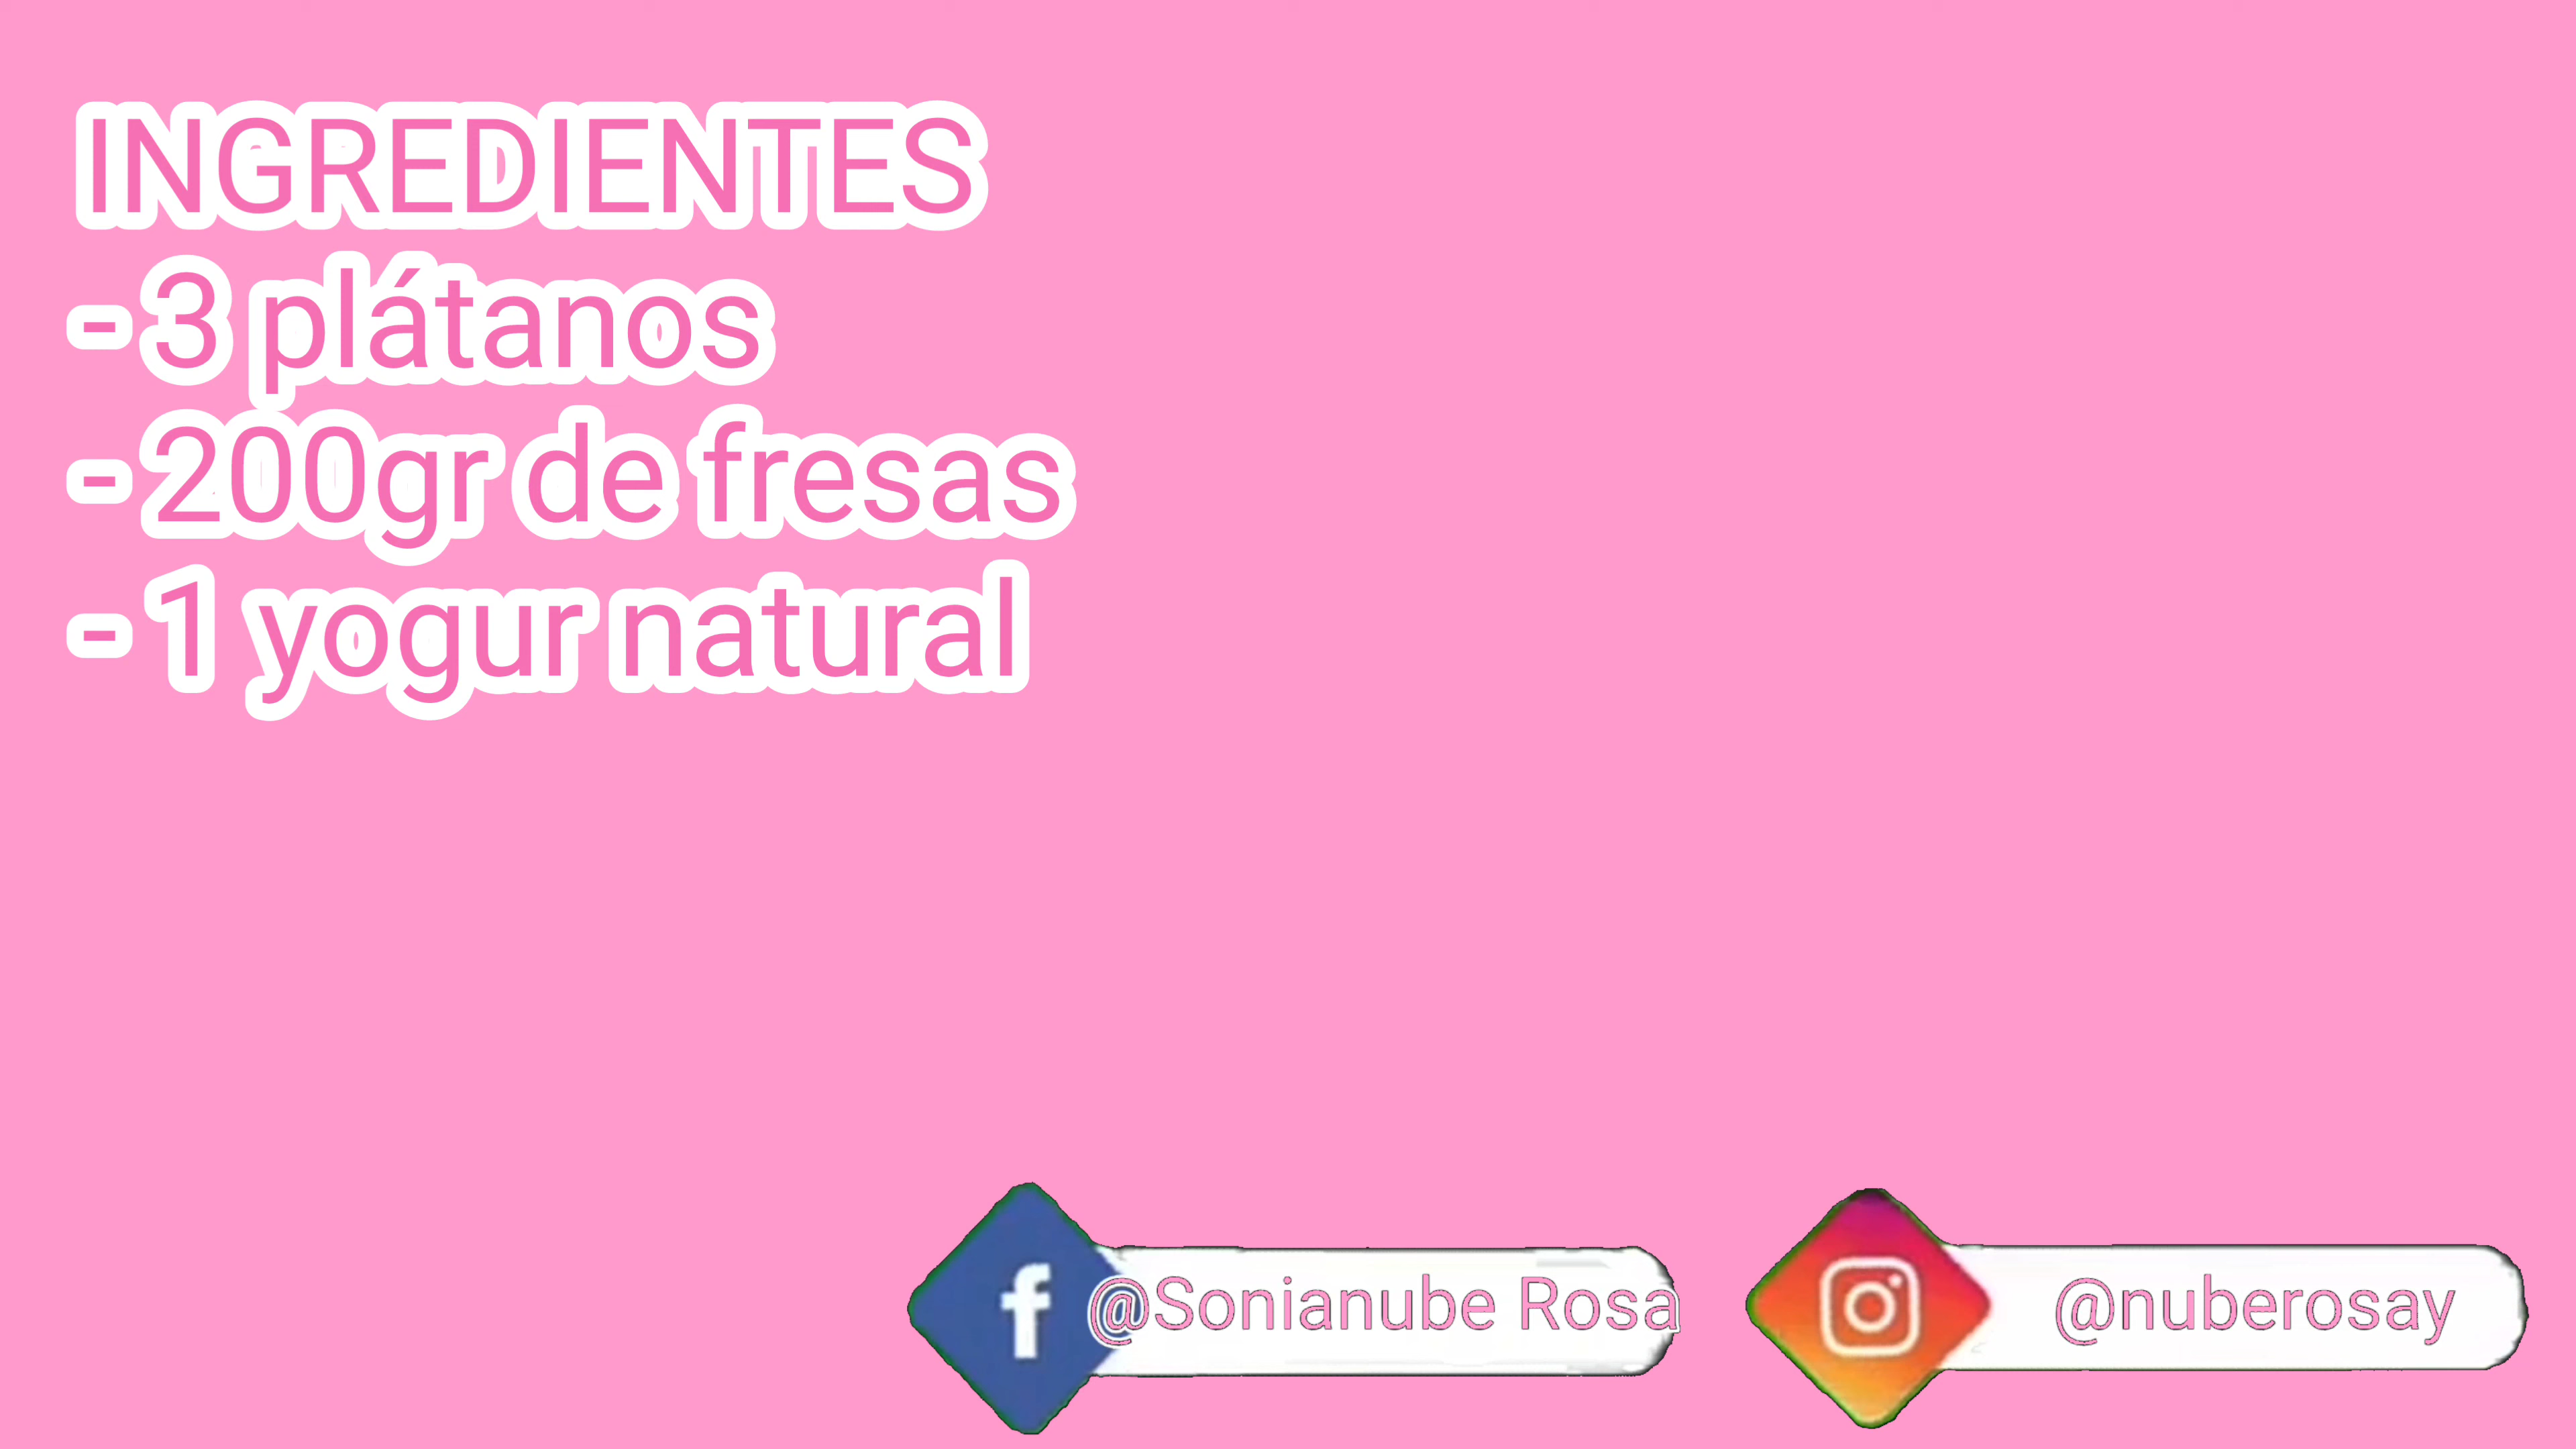 INGREDIENTES
- 3 plátanos
- 200gr de fresas
- 1 yogur natural
@Sonianube Rosa
@nuberosay